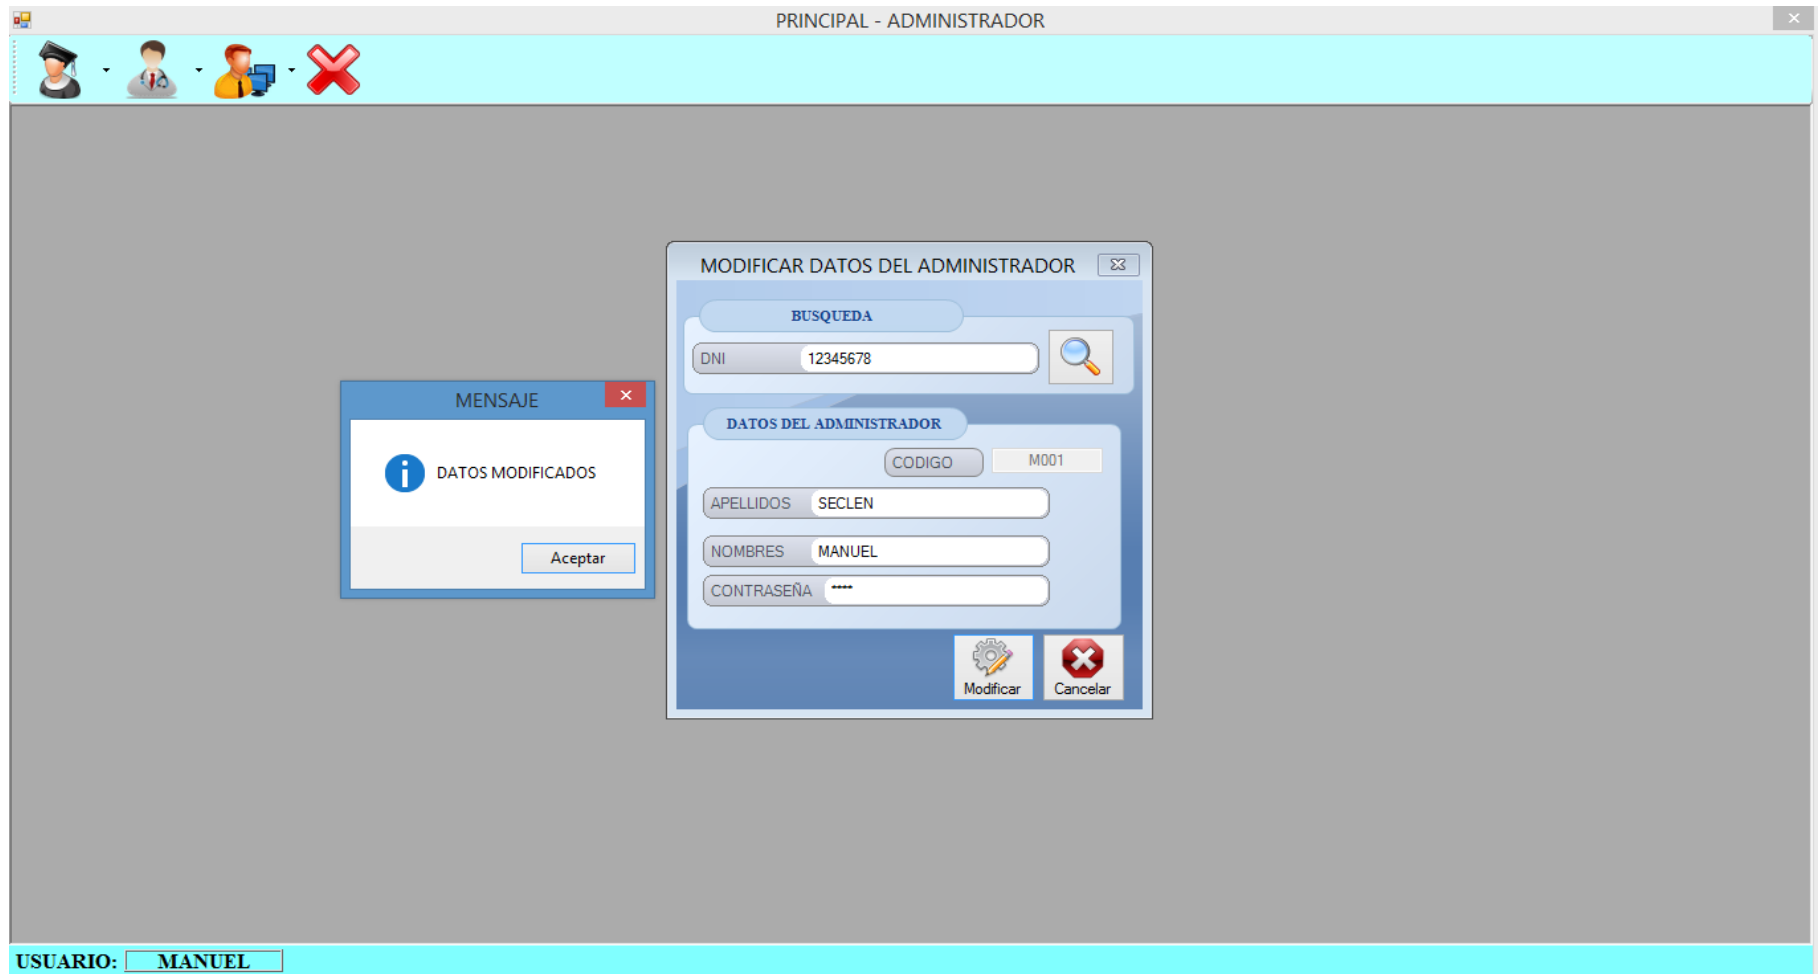 PRINCIPAL - ADMINISTRADOR
MODIFICAR DATOS DEL ADMINISTRADOR
BUSQUEDA
DNI 12345678
MENSAJE
DATOS MODIFICADOS
Aceptar
DATOS DEL ADMINISTRADOR
CODIGO M001
APELLIDOS SECLEN
NOMBRES MANUEL
CONTRASEÑA ****
Modificar Cancelar
USUARIO: MANUEL